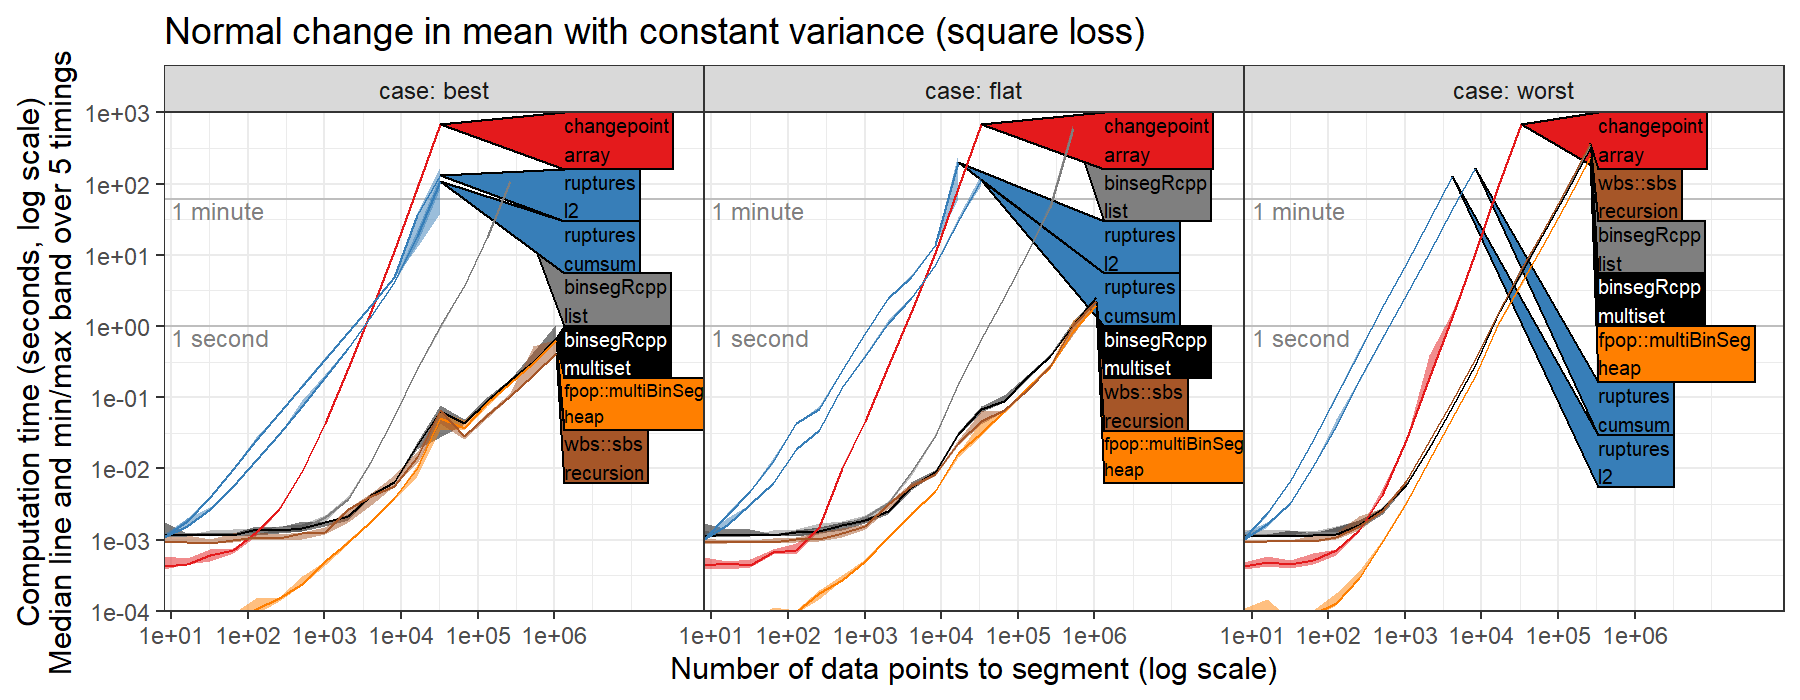 Normal change in mean with constant variance (square loss)
Computation time (seconds, log scale)
Median line and min/max band over 5 timings
case: best
case: flat
case: worst
1e+03
1e+02
1e+01
1e+00
1e-01
1e-02
1e-03
1e-04
1 minute
1 second
changepoint
array
ruptures
l2
ruptures
cumsum
binsegRcpp
list
binsegRcpp
multiset
fpop::multiBinSeg
heap
wbs::sbs
recursion
1 minute
1 second
changepoint
array
binsegRcpp
list
ruptures
l2
ruptures
cumsum
binsegRcpp
multiset
wbs::sbs
recursion
fpop::multiBinSeg
heap
1 minute
1 second
changepoint
array
wbs::sbs
recursion
binsegRcpp
list
binsegRcpp
multiset
fpop::multiBinSeg
heap
ruptures
cumsum
ruptures
l2
1e+01 1e+02 1e+03 1e+04 1e+05 1e+06
1e+01 1e+02 1e+03 1e+04 1e+05 1e+06
1e+01 1e+02 1e+03 1e+04 1e+05 1e+06
Number of data points to segment (log scale)